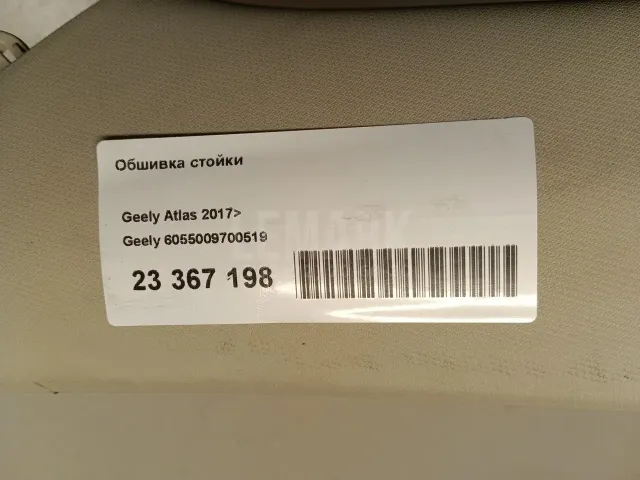 Обшивка стойки
Geely Atlas 2017>
Geely 6055009700519
23 367 198